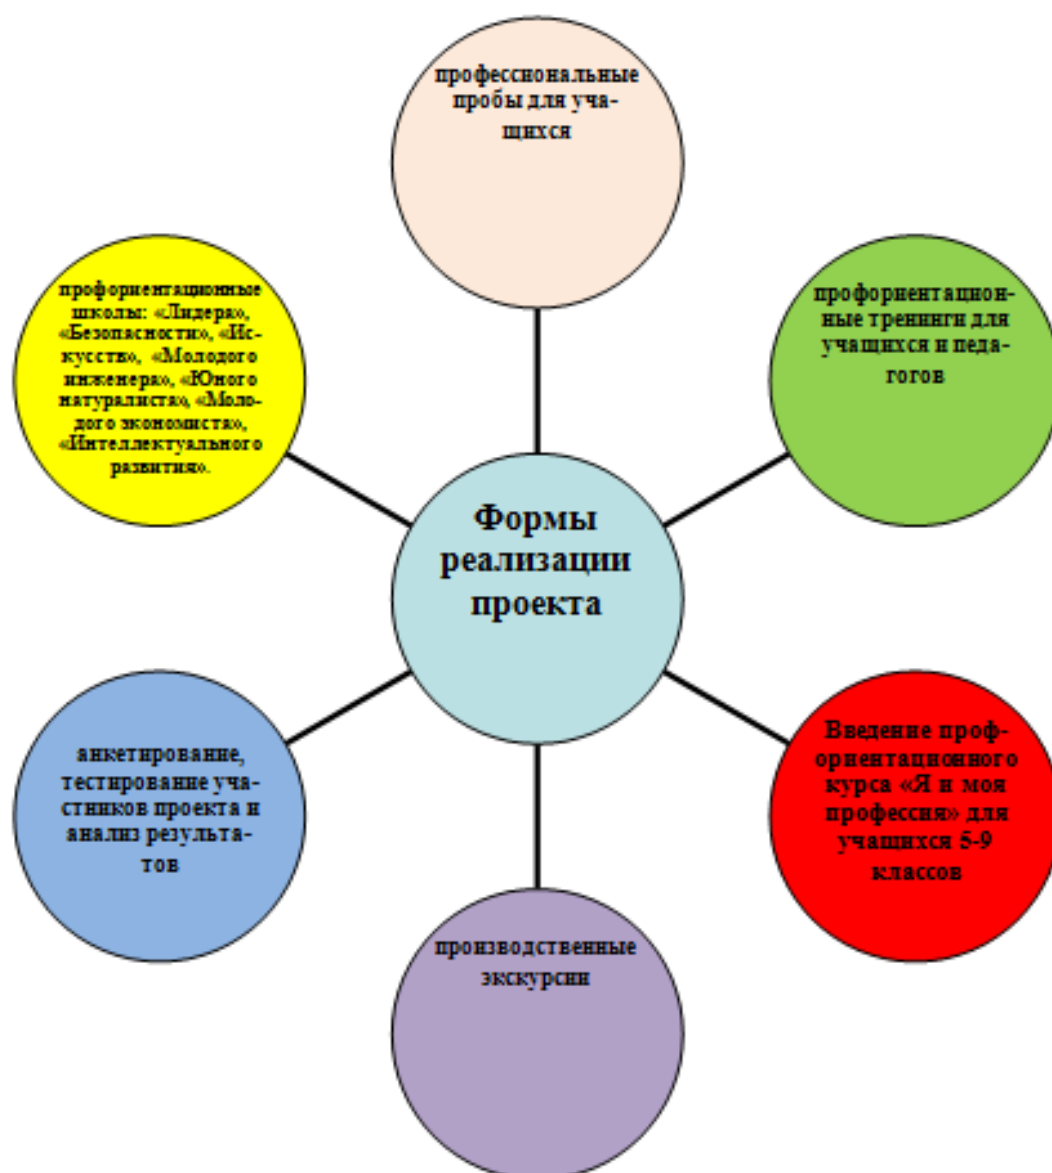 профессиональные
пробы для уча-
щихся
профориентационные
школы: «Лидера»,
«Безопасности», «Ис-
кусств», «Молодого
инженера», «Юного
натуралиста», «Моло-
дого экономиста»,
«Интеллектуального
развития».
профориентацион-
ные тренинги для
учащихся и педа-
гогов
Формы
реализации
проекта
анкетирование,
тестирование уча-
стников проекта и
анализ результа-
тов
Введение проф-
ориентационного
курса «Я и моя
профессия» для
учащихся 5-9
классов
производственные
экскурсии